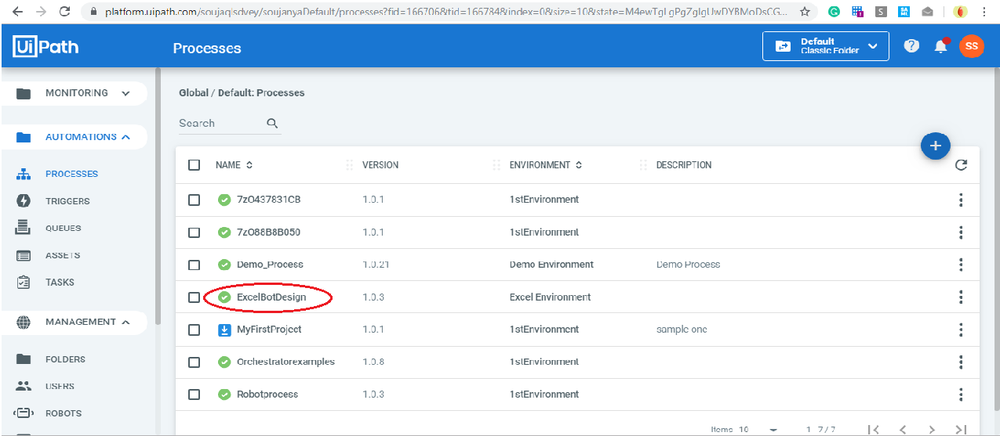 platform.uipath.com/soujaqlsdvey/soujanyaDefault/processes?fid=166706&tid=166784&index=0&size=10&state=
UiPath Processes Default
Classic Folder
SS
MONITORING
Global / Default: Processes
Search
AUTOMATIONS
NAME VERSION ENVIRONMENT DESCRIPTION
PROCESSES
TRIGGERS
QUEUES
ASSETS
TASKS
MANAGEMENT
FOLDERS
USERS
ROBOTS
7zO437831CB 1.0.1 1stEnvironment
7zO88B8B050 1.0.1 1stEnvironment
Demo_Process 1.0.21 Demo Environment Demo Process
ExcelBotDesign 1.0.3 Excel Environment
MyFirstProject 1.0.1 1stEnvironment sample one
Orchestratorexamples 1.0.8 1stEnvironment
Robotprocess 1.0.3 1stEnvironment
Items 10 1 - 7 / 7